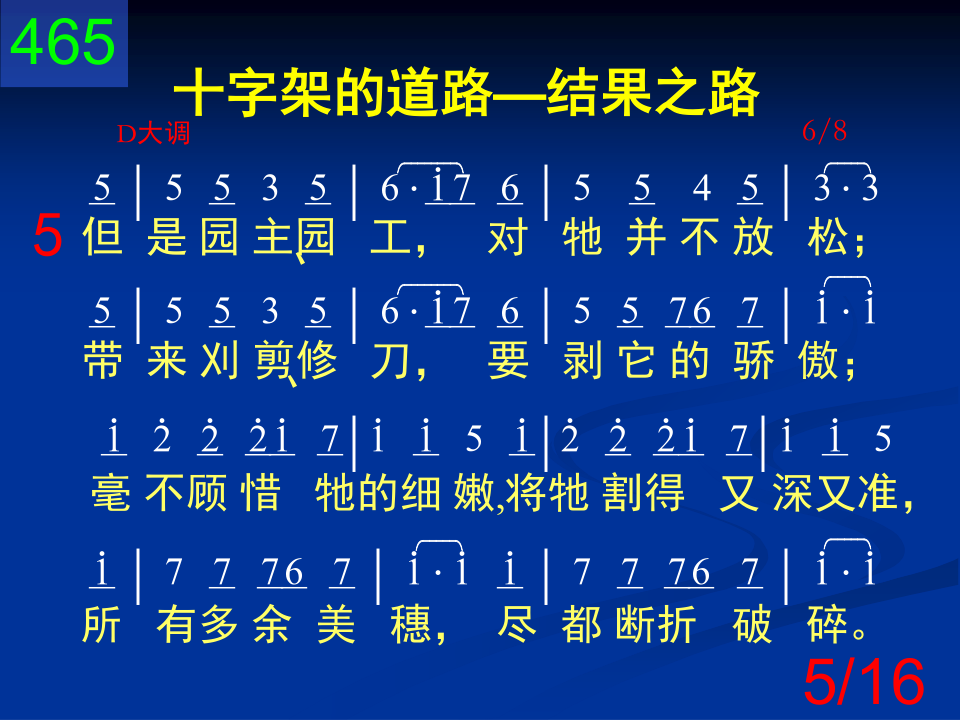 465
十字架的道路—结果之路
D大调 6/8
5 | 5 5 3 5 | 6 · i̇ 7 6 | 5 5 4 5 | 3 · 3
5 但 是 园 主、园 工， 对 牠 并 不 放 松；
5 | 5 5 3 5 | 6 · i̇ 7 6 | 5 5 7 6 7 | i̇ · i̇
带 来 刈 剪、修 刀， 要 剥 它 的 骄 傲；
i̇ 2̇ 2̇ 2̇ i̇ 7 | i̇ i̇ 5 i̇ | 2̇ 2̇ 2̇ i̇ 7 | i̇ i̇ 5
毫 不顾 惜 牠的细 嫩,将牠 割得 又 深又准，
i̇ | 7 7 7 6 7 | i̇ · i̇ i̇ | 7 7 7 6 7 | i̇ · i̇
所 有多 余 美 穗， 尽 都 断折 破 碎。
5/16